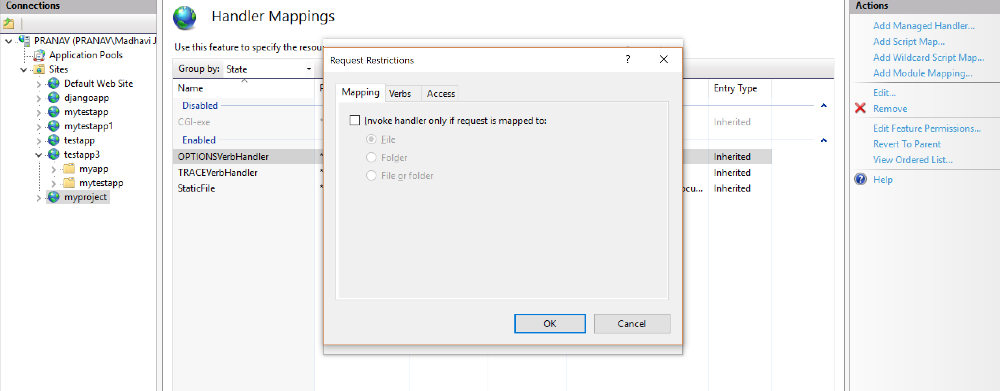 Connections
PRANAV (PRANAV\Madhavi J
Application Pools
Sites
Default Web Site
djangoapp
mytestapp
mytestapp1
testapp
testapp3
myapp
mytestapp
myproject
Handler Mappings
Use this feature to specify the resou
Group by: State
Name Entry Type
Disabled
CGI-exe * Inherited
Enabled
OPTIONSVerbHandler * Inherited
TRACEVerbHandler * Inherited
StaticFile * ocu... Inherited
Request Restrictions ?
Mapping Verbs Access
Invoke handler only if request is mapped to:
File
Folder
File or folder
OK Cancel
Actions
Add Managed Handler...
Add Script Map...
Add Wildcard Script Map...
Add Module Mapping...
Edit...
Remove
Edit Feature Permissions...
Revert To Parent
View Ordered List...
Help